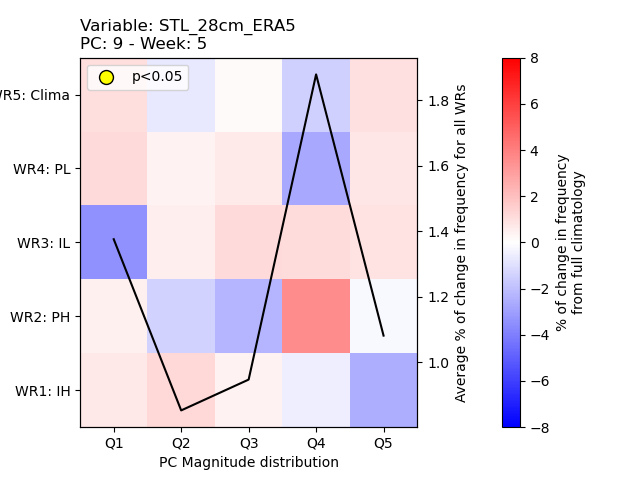 Variable: STL_28cm_ERA5
PC: 9 - Week: 5
p<0.05
WR5: Clima
WR4: PL
WR3: IL
WR2: PH
WR1: IH
Q1 Q2 Q3 Q4 Q5
PC Magnitude distribution
1.8
1.6
1.4
1.2
1.0
Average % of change in frequency for all WRs
8
6
4
2
0
−2
−4
−6
−8
% of change in frequency
from full climatology